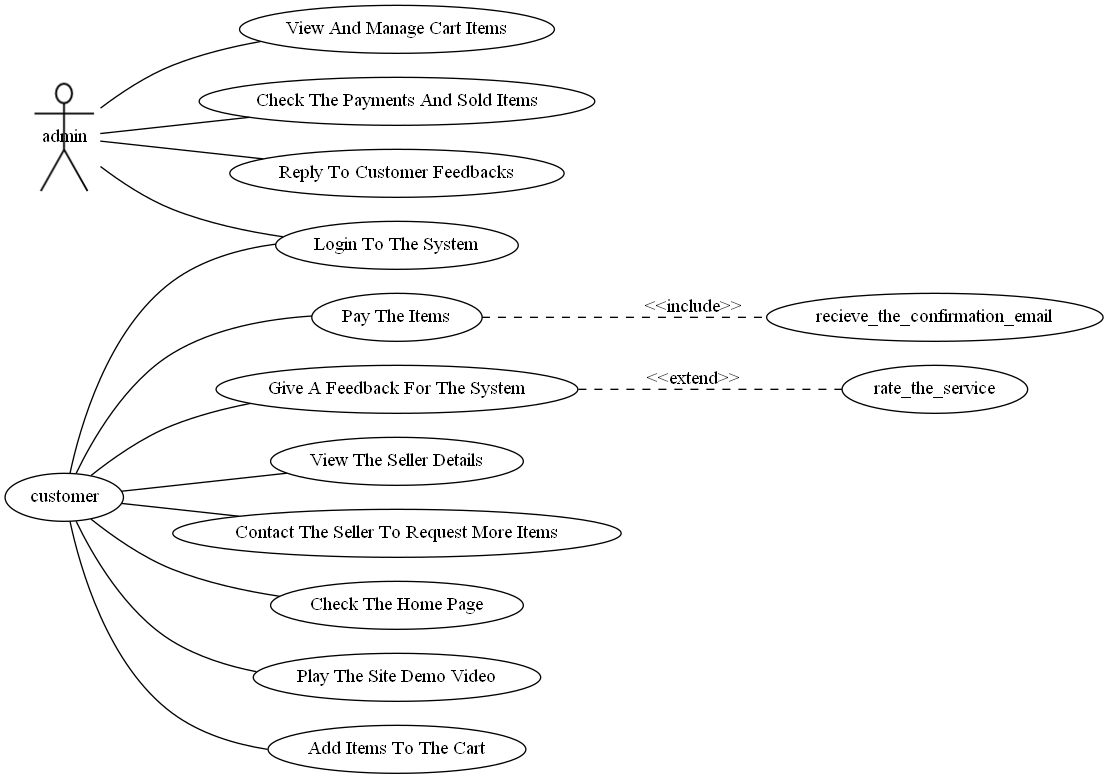 View And Manage Cart Items
Check The Payments And Sold Items
admin
Reply To Customer Feedbacks
Login To The System
Pay The Items
<<include>>
recieve_the_confirmation_email
Give A Feedback For The System
<<extend>>
rate_the_service
View The Seller Details
customer
Contact The Seller To Request More Items
Check The Home Page
Play The Site Demo Video
Add Items To The Cart